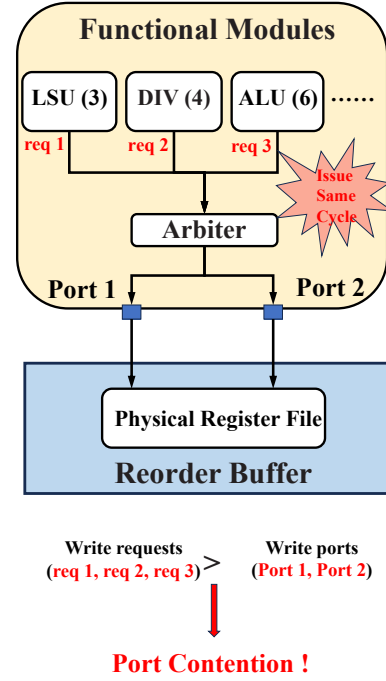 Functional Modules
LSU (3) DIV (4) ALU (6) ......
req 1 req 2 req 3
Issue
Same
Cycle
Arbiter
Port 1 Port 2
Physical Register File
Reorder Buffer
Write requests > Write ports
(req 1, req 2, req 3) (Port 1, Port 2)
Port Contention !